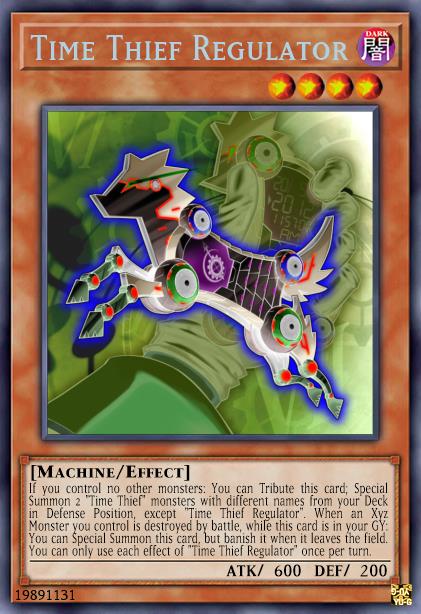 TIME THIEF REGULATOR
DARK
闇
[MACHINE/EFFECT]
If you control no other monsters: You can Tribute this card; Special
Summon 2 "Time Thief" monsters with different names from your Deck
in Defense Position, except "Time Thief Regulator". When an Xyz
Monster you control is destroyed by battle, while this card is in your GY:
You can Special Summon this card, but banish it when it leaves the field.
You can only use each effect of "Time Thief Regulator" once per turn.
ATK/ 600 DEF/ 200
19891131